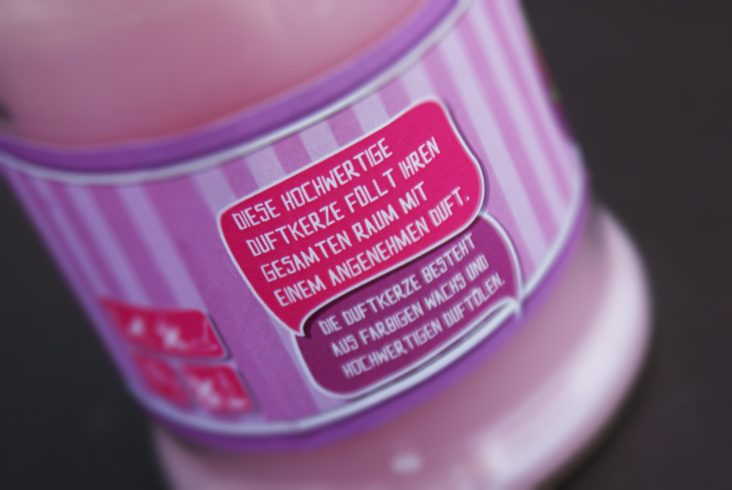 DIESE HOCHWERTIGE
DUFTKERZE FÜLLT IHREN
GESAMTEN RAUM MIT
EINEM ANGENEHMEN DUFT.
DIE DUFTKERZE BESTEHT
AUS FARBIGEN WACHS UND
HOCHWERTIGEN DUFTÖLEN.